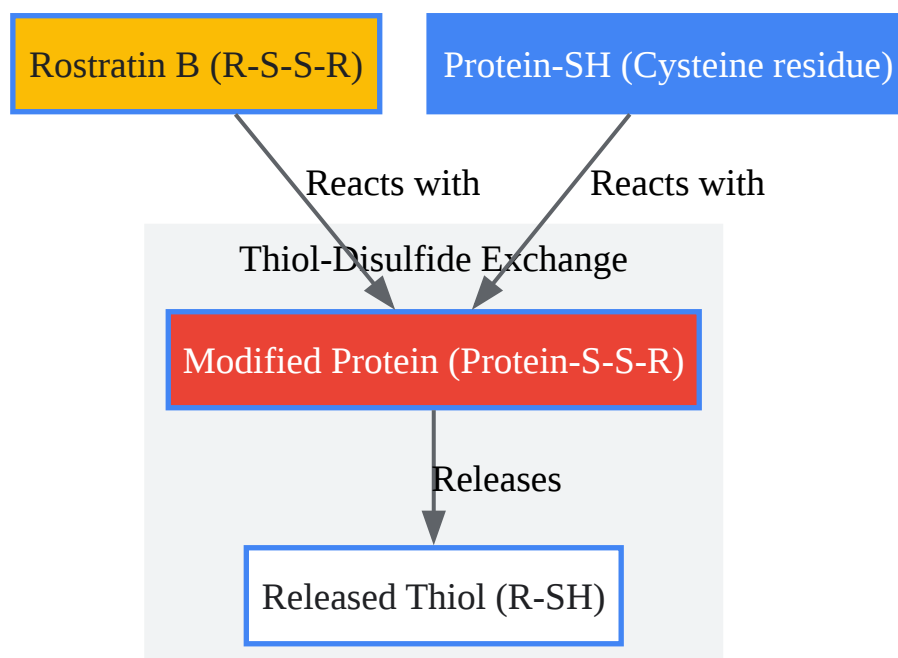 Rostratin B (R-S-S-R)
Protein-SH (Cysteine residue)
Reacts with
Reacts with
Thiol-Disulfide Exchange
Modified Protein (Protein-S-S-R)
Releases
Released Thiol (R-SH)